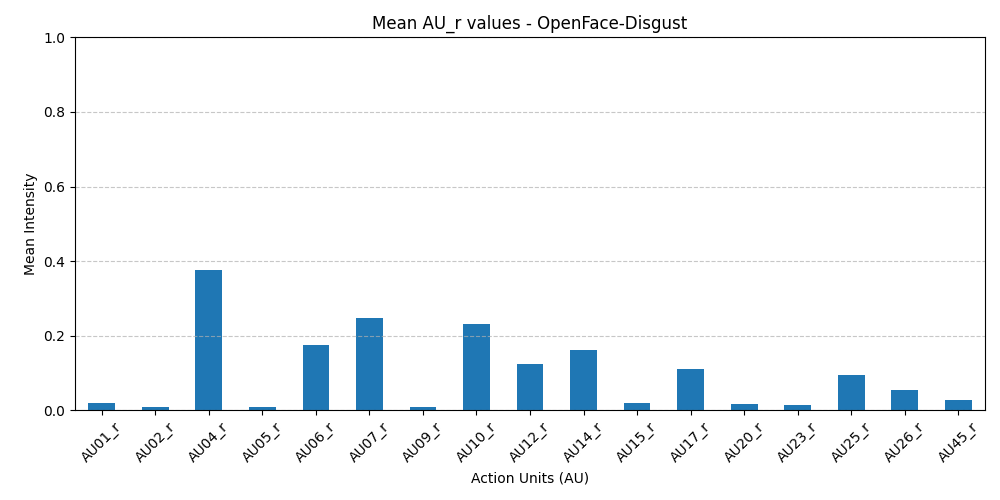 Mean AU_r values - OpenFace-Disgust
1.0
0.8
0.6
0.4
0.2
0.0
Mean Intensity
AU01_r AU02_r AU04_r AU05_r AU06_r AU07_r AU09_r AU10_r AU12_r AU14_r AU15_r AU17_r AU20_r AU23_r AU25_r AU26_r AU45_r
Action Units (AU)